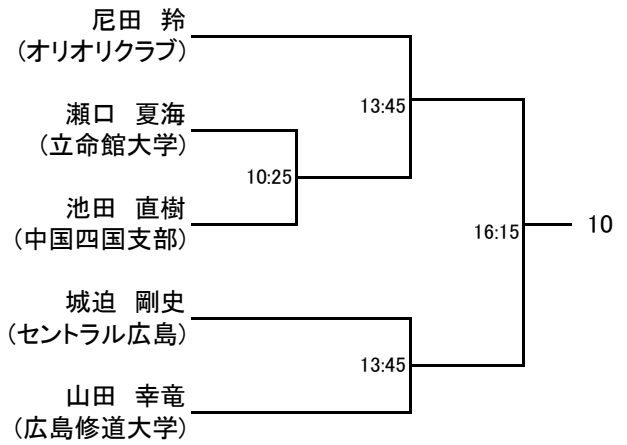 尼田　羚
(オリオリクラブ)
13:45
瀬口　夏海
(立命館大学)
10:25
池田　直樹
(中国四国支部)
16:15
10
城迫　剛史
(セントラル広島)
13:45
山田　幸竜
(広島修道大学)